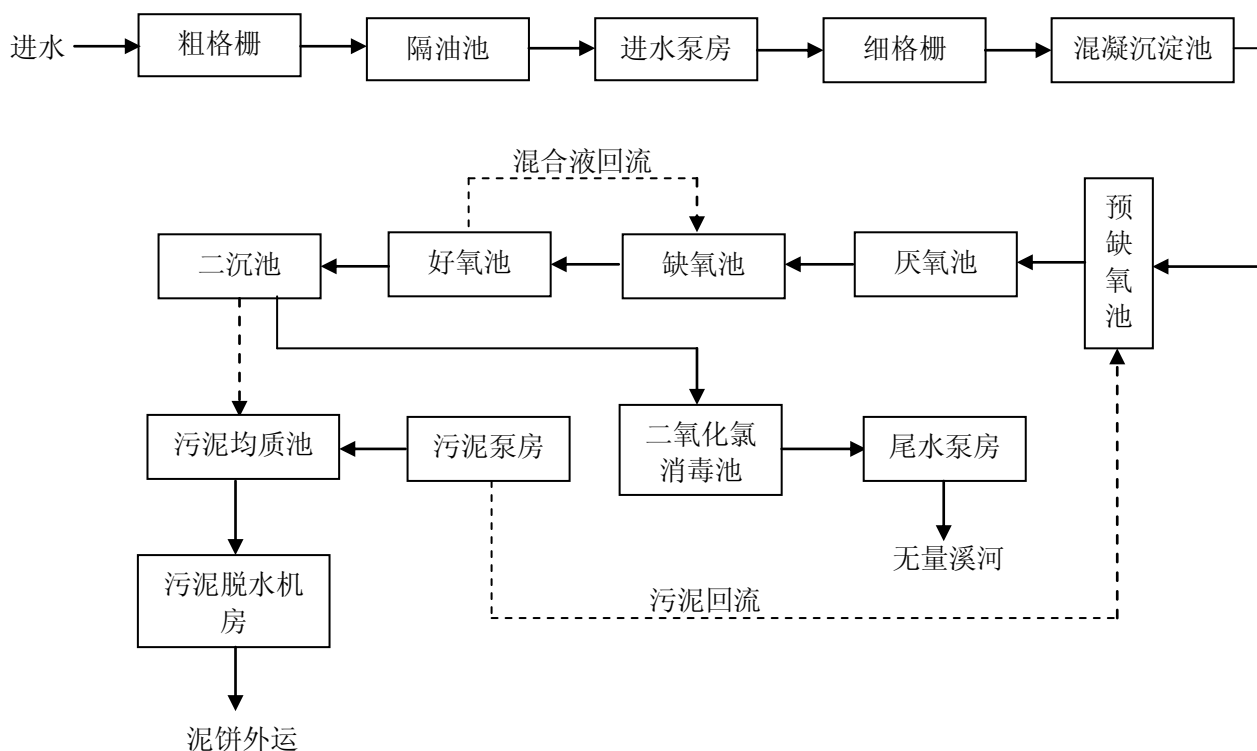 进水
粗格栅
隔油池
进水泵房
细格栅
混凝沉淀池
混合液回流
二沉池
好氧池
缺氧池
厌氧池
预
缺
氧
池
污泥均质池
污泥泵房
二氧化氯
消毒池
尾水泵房
无量溪河
污泥脱水机
房
污泥回流
泥饼外运